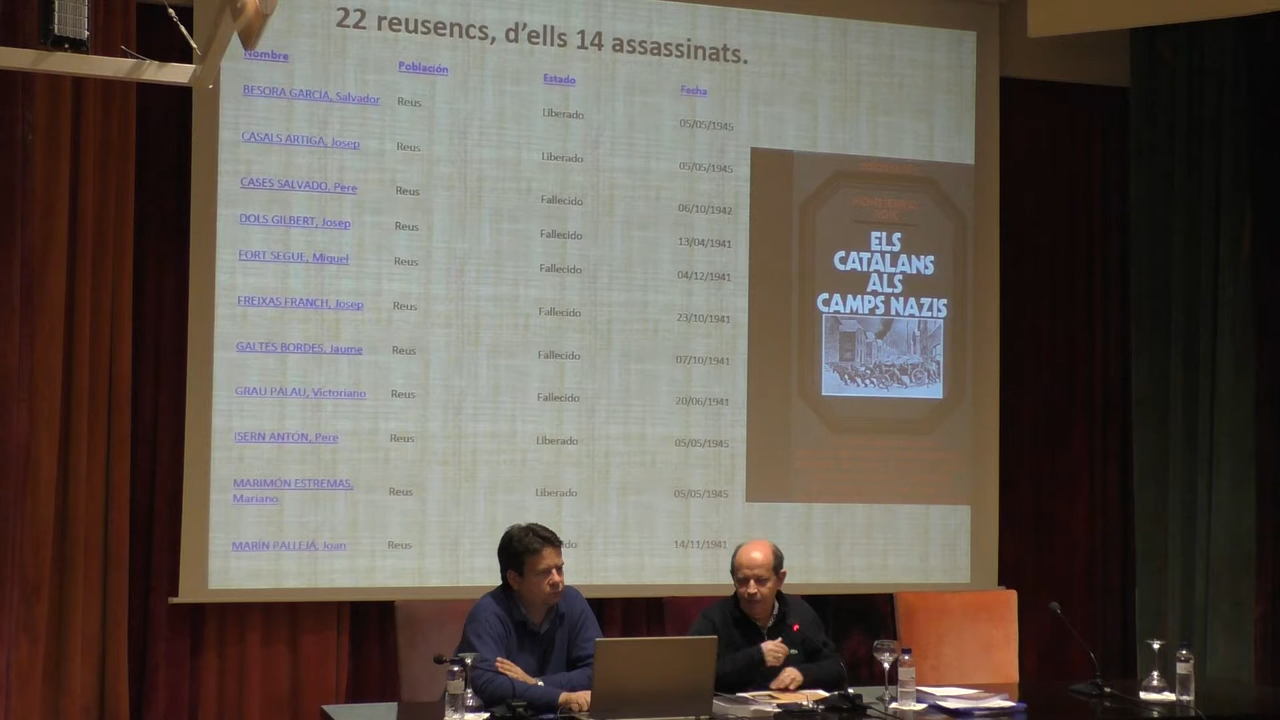 22 reusencs, d'ells 14 assassinats.
Nombre Población Estado Fecha
BESORA GARCIA, Salvador Reus Liberado 05/05/1945
CASALS ARTIGA, Josep Reus Liberado 05/05/1945
CASES SALVADO, Pere Reus Fallecido 06/10/1942
DOLS GILBERT, Josep Reus Fallecido 13/04/1941
FORT SEGUE, Miquel Reus Fallecido 04/12/1941
FREIXAS FRANCH, Josep Reus Fallecido 23/10/1941
GALTES BORDES, Jaume Reus Fallecido 07/10/1941
GRAU PALAU, Victoriano Reus Fallecido 20/06/1941
ISERN ANTÓN, Pere Reus Liberado 05/05/1945
MARIMÓN ESTREMAS,
Mariano Reus Liberado 05/05/1945
MARÍN PALLEJÁ, Joan Reus do 14/11/1941
ELS
CATALANS
ALS
CAMPS NAZIS